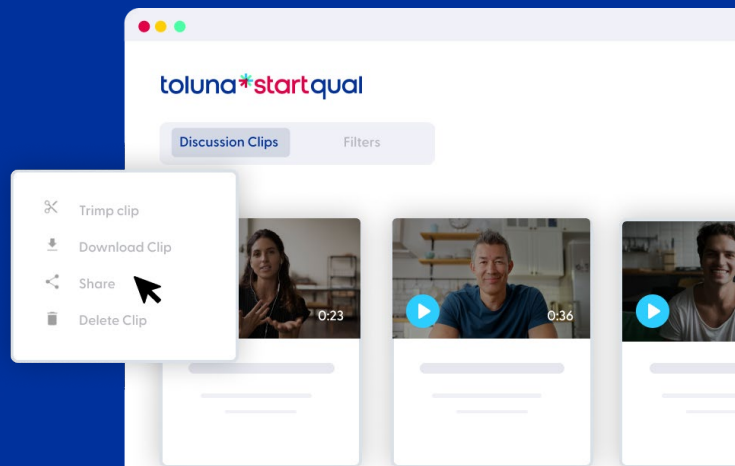 toluna*startqual
Discussion Clips
Filters
Trimp clip
Download Clip
Share
Delete Clip
0:23
0:36